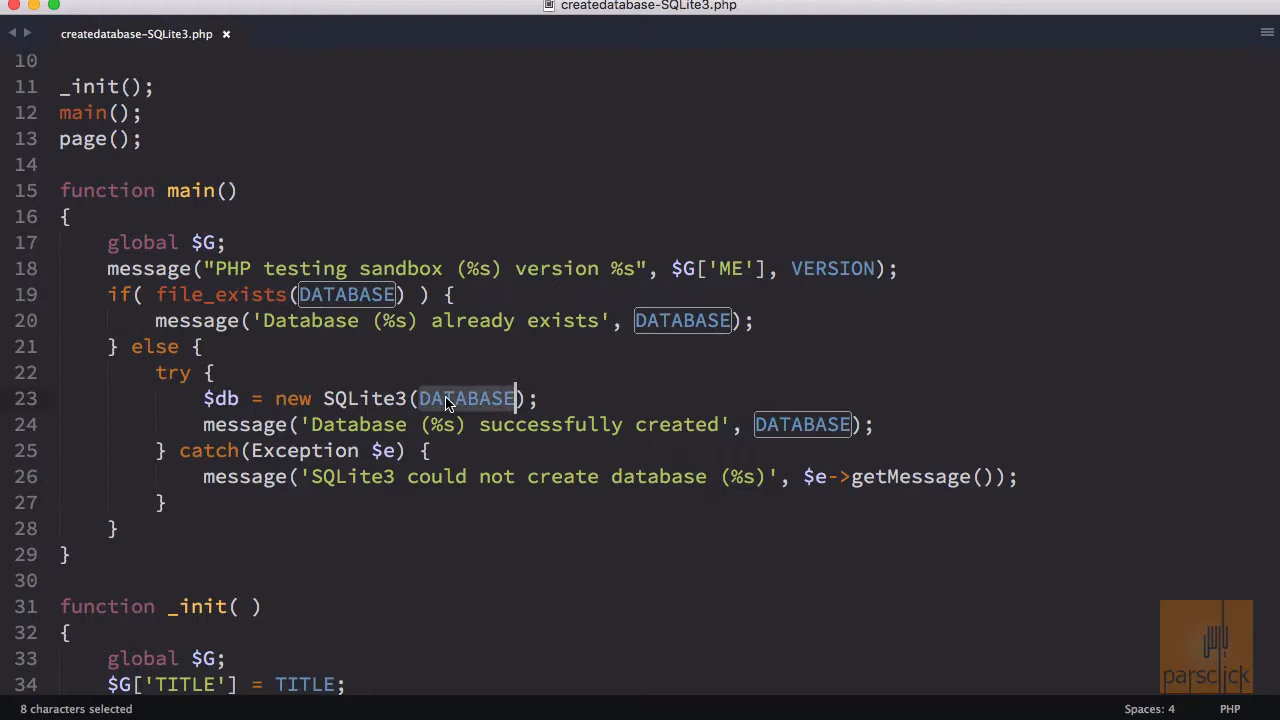 createdatabase-SQLite3.php
createdatabase-SQLite3.php ×
10
11 _init();
12 main();
13 page();
14
15 function main()
16 {
17     global $G;
18     message("PHP testing sandbox (%s) version %s", $G['ME'], VERSION);
19     if( file_exists(DATABASE) ) {
20         message('Database (%s) already exists', DATABASE);
21     } else {
22         try {
23             $db = new SQLite3(DATABASE);
24             message('Database (%s) successfully created', DATABASE);
25         } catch(Exception $e) {
26             message('SQLite3 could not create database (%s)', $e->getMessage());
27         }
28     }
29 }
30
31 function _init( )
32 {
33     global $G;
34     $G['TITLE'] = TITLE;
parsclick
8 characters selected
Spaces: 4
PHP